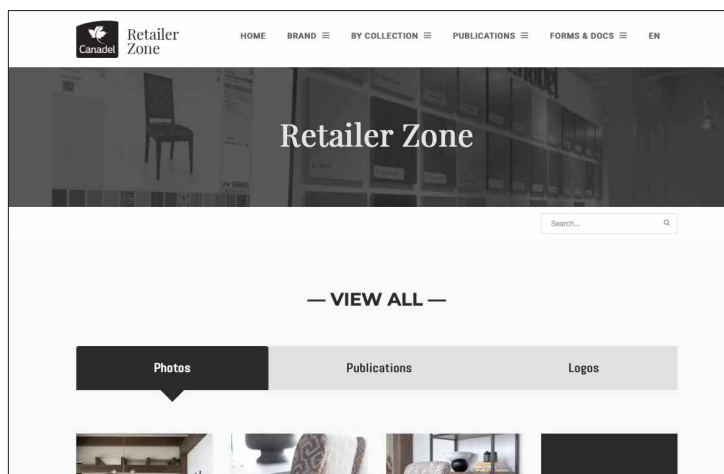 Canadel
Retailer
Zone
HOME BRAND BY COLLECTION PUBLICATIONS FORMS & DOCS EN
Retailer Zone
Search...
— VIEW ALL —
Photos Publications Logos